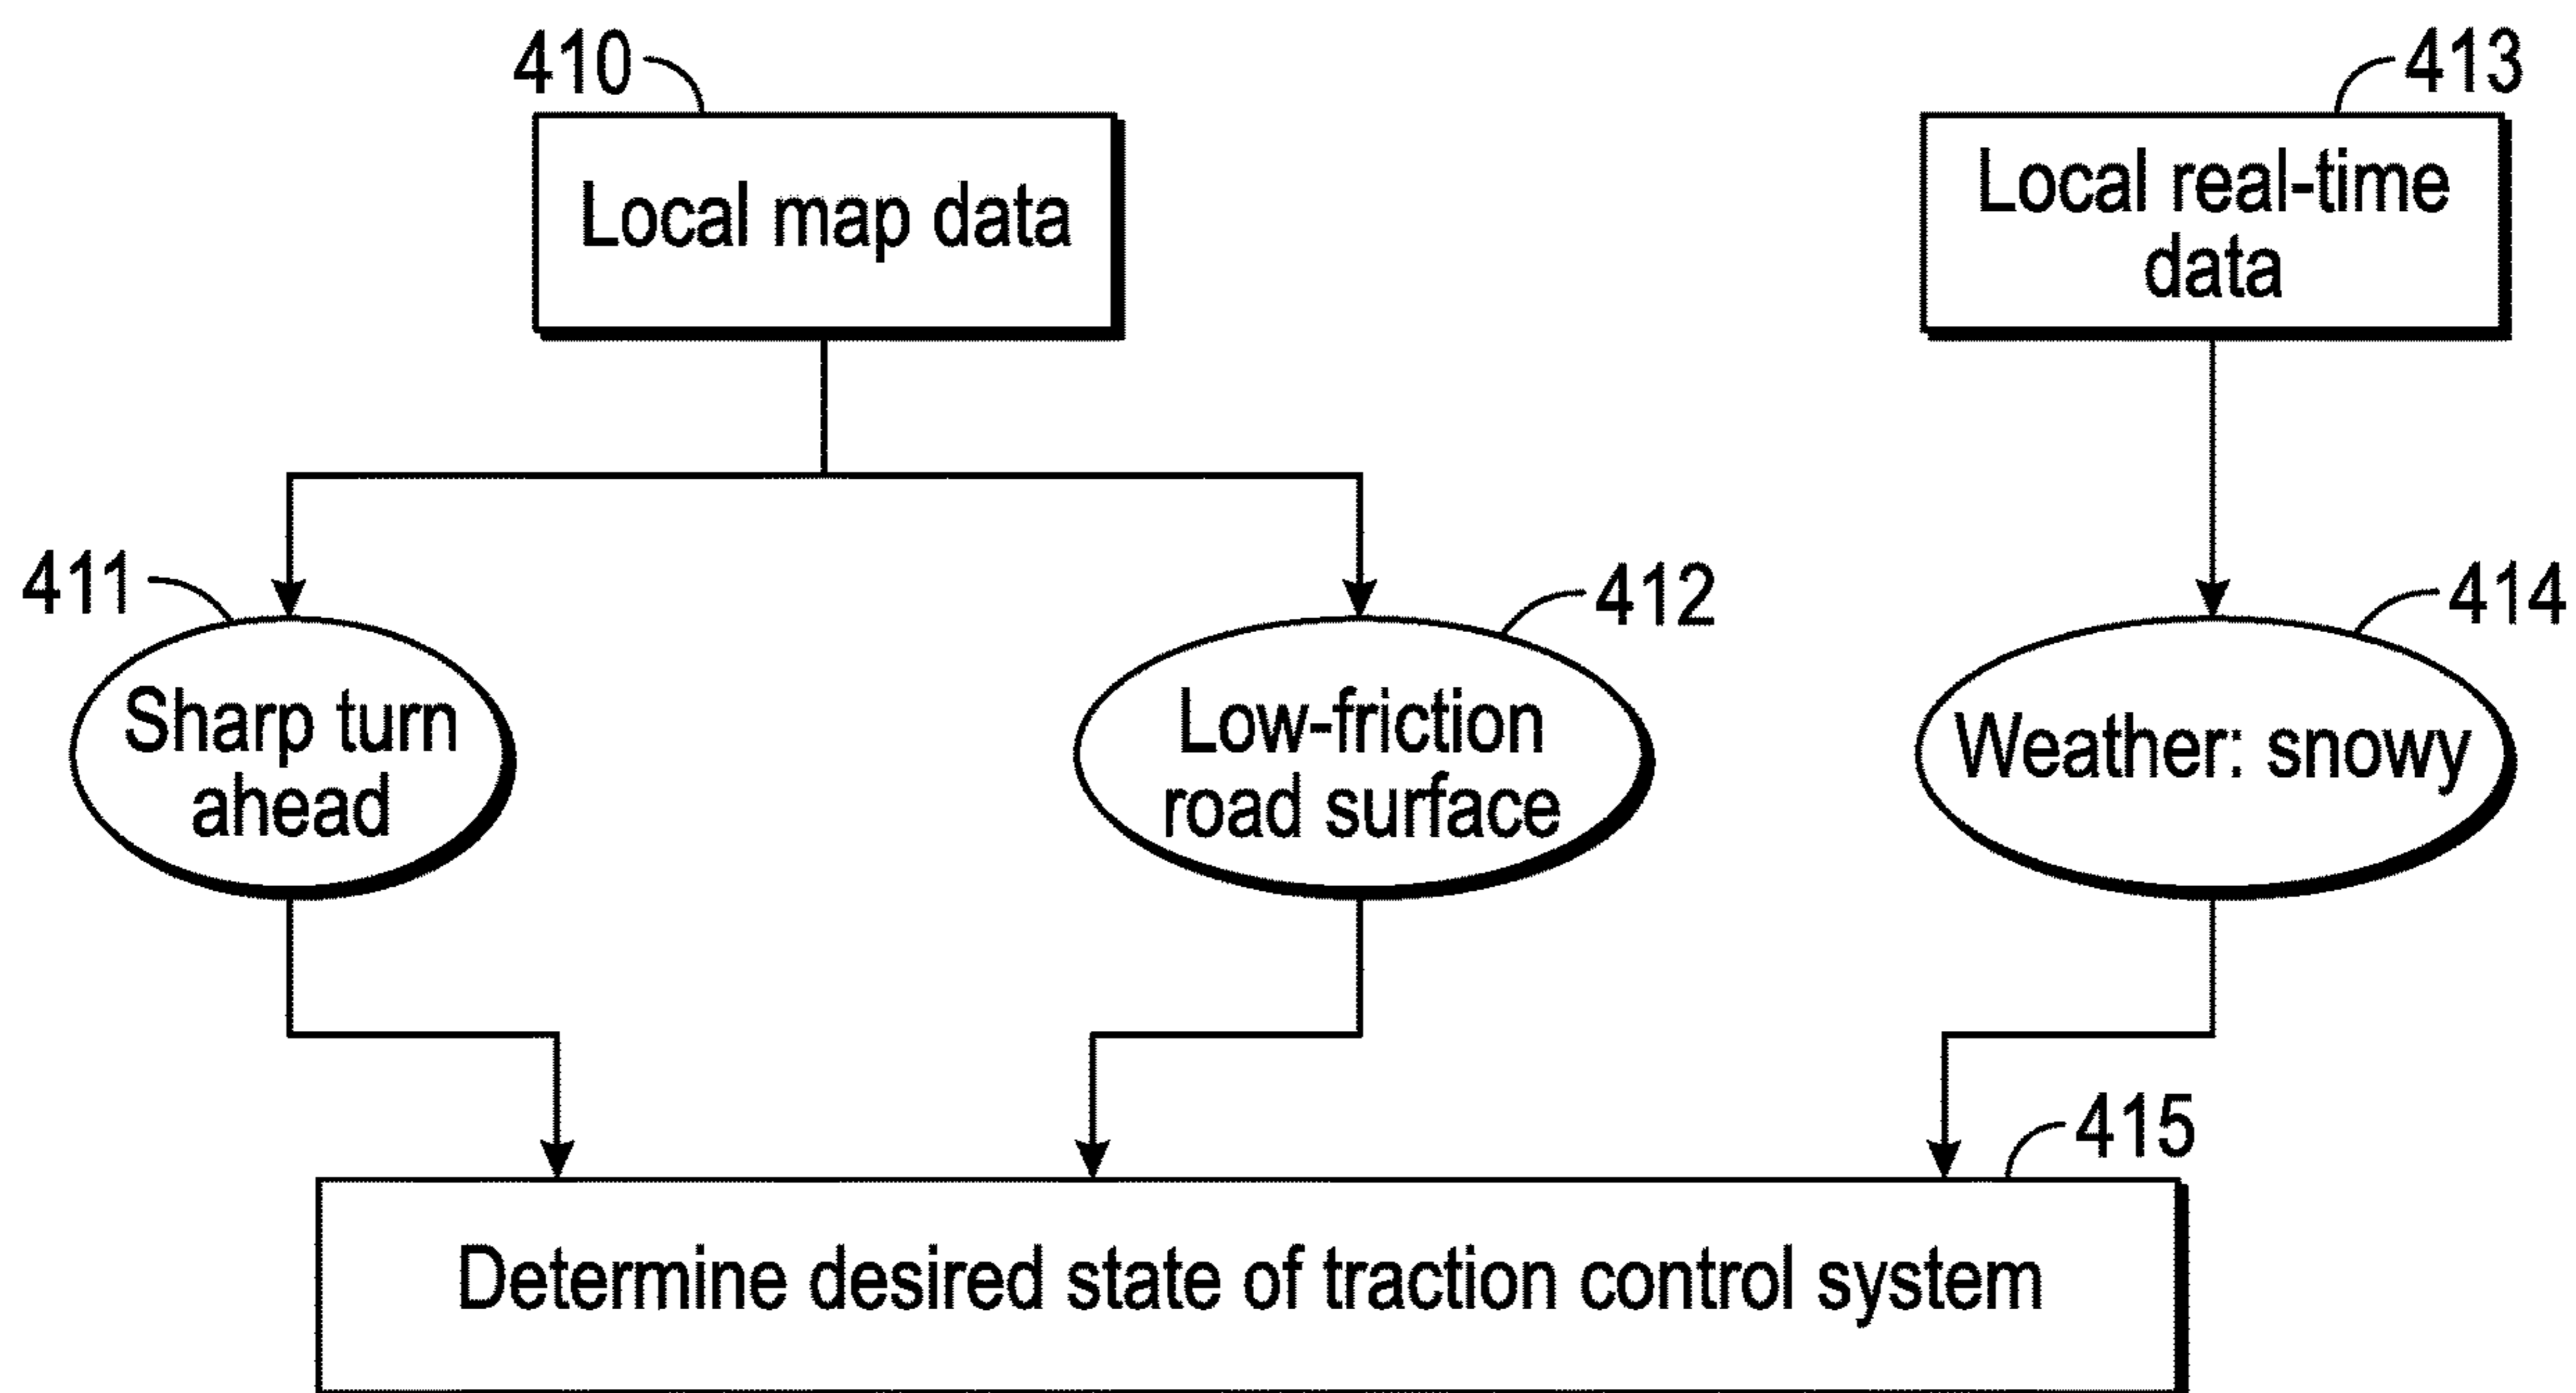 410
413
Local map data
Local real-time
data
411
412
414
Sharp turn
ahead
Low-friction
road surface
Weather: snowy
415
Determine desired state of traction control system